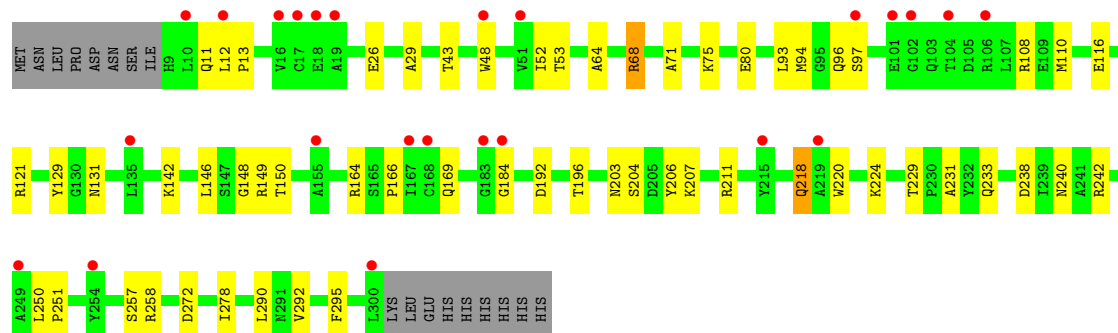 MET ASN LEU PRO ASP ASN SER ILE H9 L10 Q11 L12 P13 V16 C17 E18 A19 E26 A29 T43 W48 V51 I52 T53 A64 R68 A71 K75 E80 L93 M94 G95 Q96 S97 E101 G102 Q103 T104 D105 R106 L107 R108 E109 M110 E116
R121 Y129 G130 N131 L135 K142 L146 S147 G148 R149 T150 A155 R164 S165 P166 I167 C168 Q169 G183 G184 D192 T196 N203 S204 D205 Y206 K207 R211 Y215 Q218 A219 W220 K224 T229 P230 A231 Y232 Q233 D238 I239 N240 A241 R242
A249 L250 P251 Y254 S257 R258 D272 I278 L290 N291 V292 F295 L300 LYS LEU GLU HIS HIS HIS HIS HIS HIS